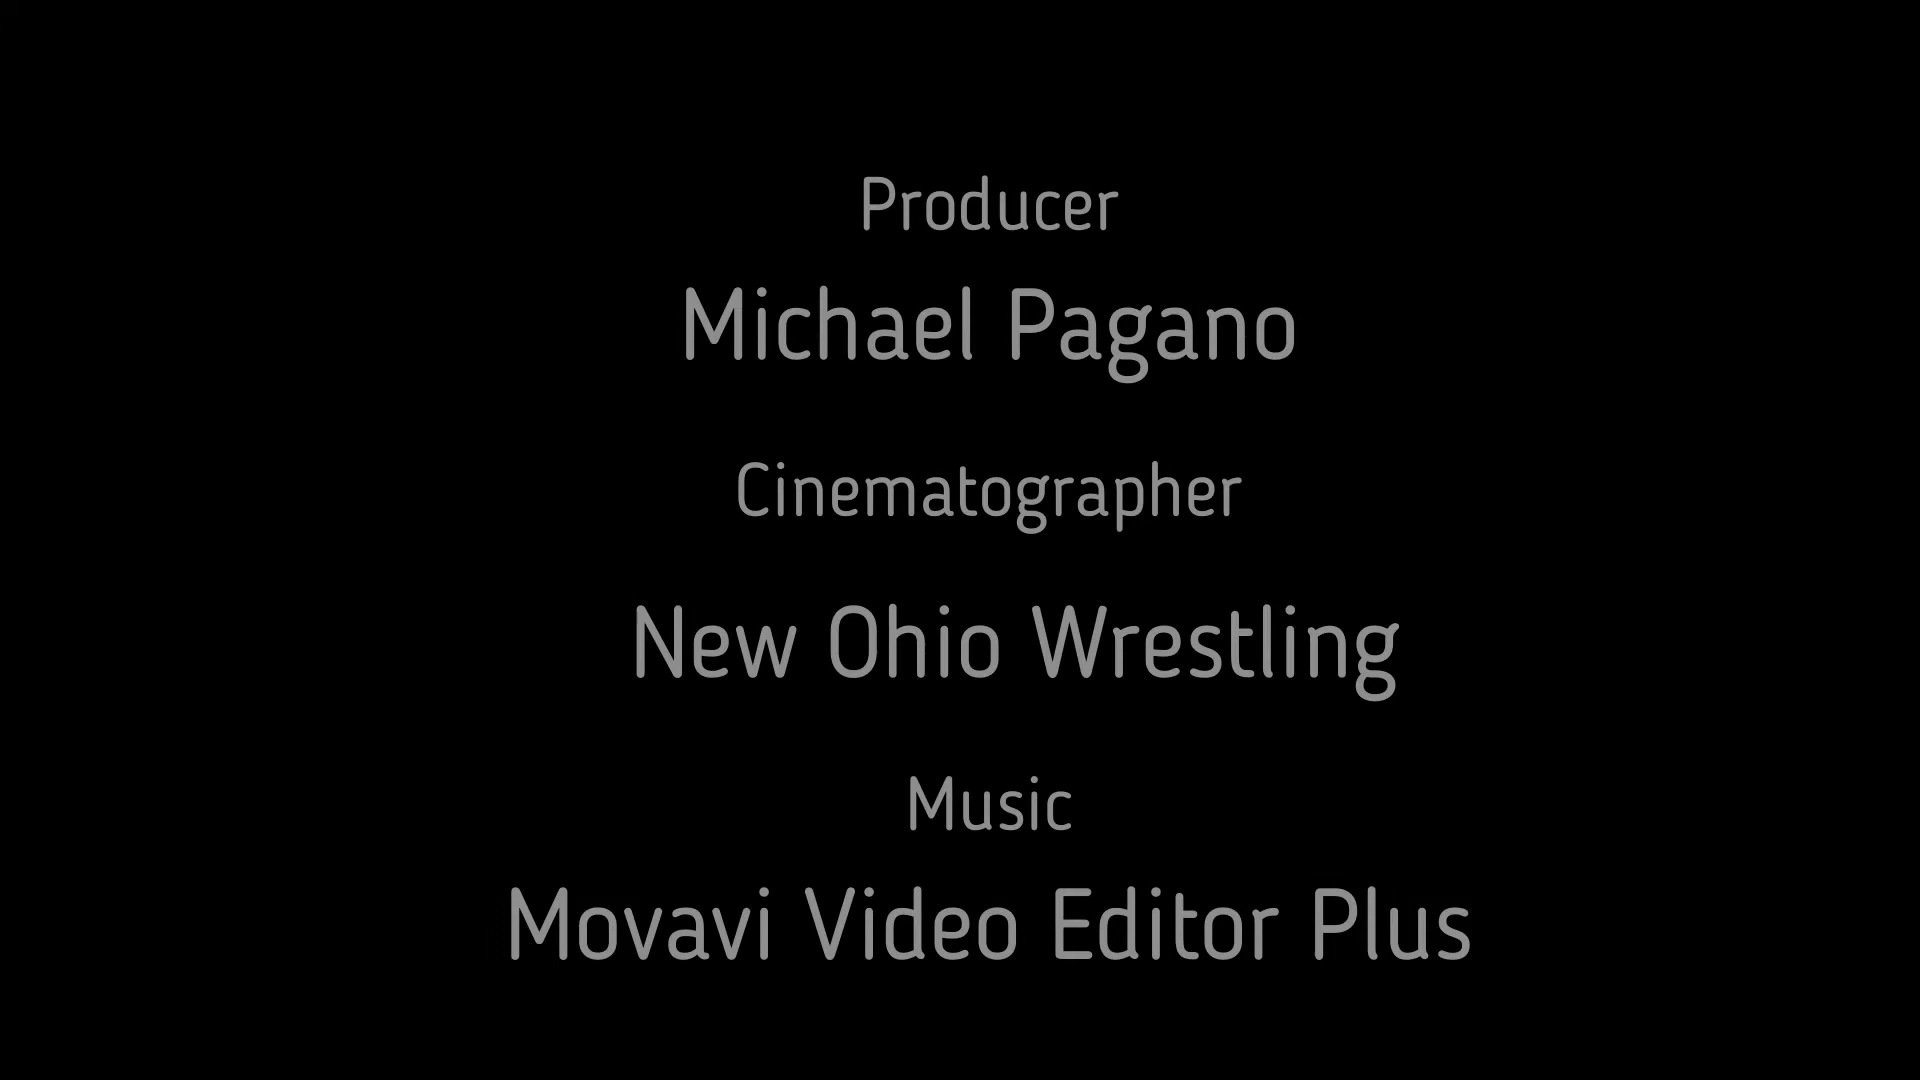 Producer
Michael Pagano
Cinematographer
New Ohio Wrestling
Music
Movavi Video Editor Plus